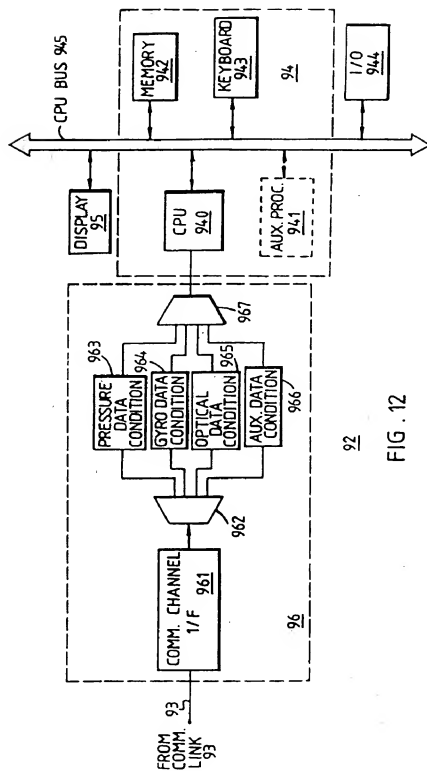 FROM
COMM.
LINK
93
93
COMM. CHANNEL
1/F 961
96
962
PRESSURE
DATA
CONDITION
963
GYRO DATA
CONDITION
964
OPTICAL
DATA
CONDITION
965
AUX. DATA
CONDITION
966
967
92
DISPLAY
95
CPU
940
AUX. PROC.
941
CPU BUS 945
MEMORY
942
KEYBOARD
943
94
I/O
944
FIG. 12